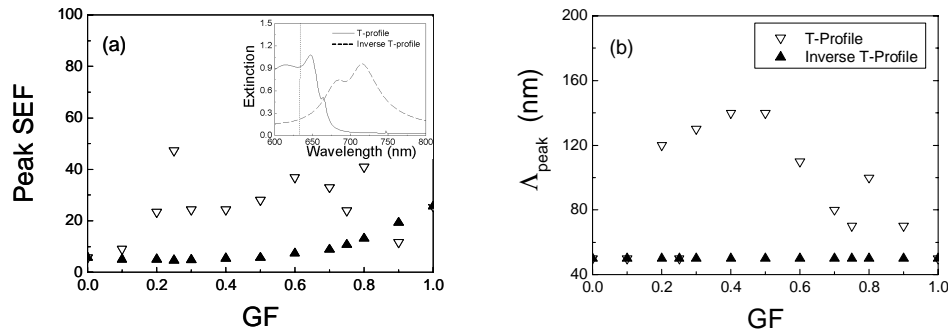 (a)
Peak SEF
100
80
60
40
20
0
0.0 0.2 0.4 0.6 0.8 1.0
GF
T-profile
Inverse T-profile
Extinction
1.5
1.2
0.9
0.6
0.3
0.0
600 650 700 750 800
Wavelength (nm)
(b)
Λpeak (nm)
200
160
120
80
40
0.0 0.2 0.4 0.6 0.8 1.0
GF
T-Profile
Inverse T-Profile